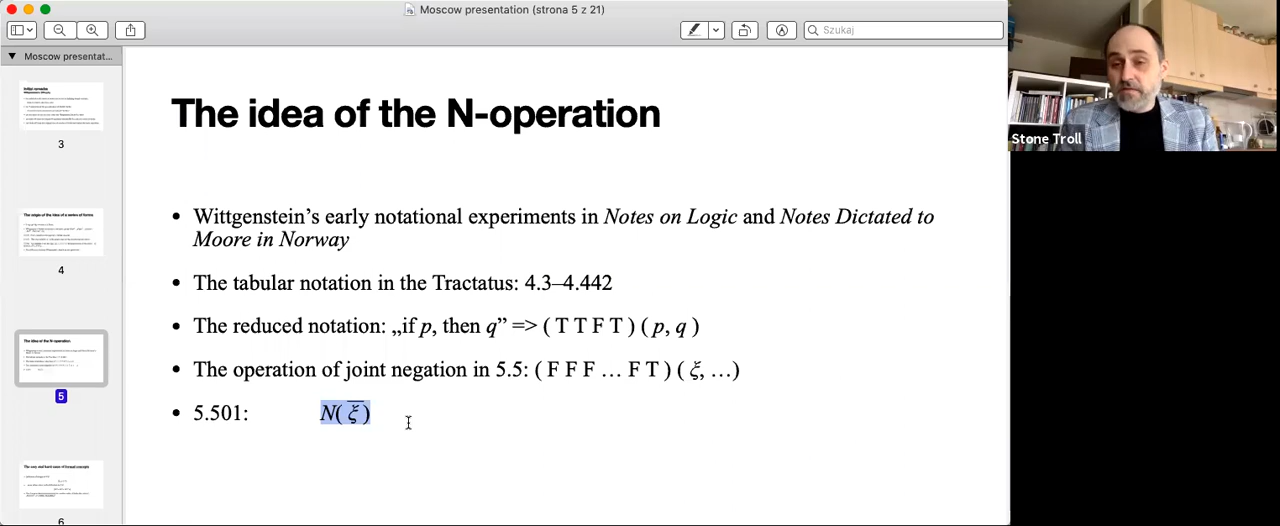 Moscow presentation (strona 5 z 21)
Szukaj
Moscow presentat...
3
4
5
6
The idea of the N-operation
• Wittgenstein's early notational experiments in Notes on Logic and Notes Dictated to
Moore in Norway
• The tabular notation in the Tractatus: 4.3–4.442
• The reduced notation: „if p, then q” => ( T T F T ) ( p, q )
• The operation of joint negation in 5.5: ( F F F … F T ) ( ξ, …)
• 5.501: N( ξ̅ )
Stone Troll